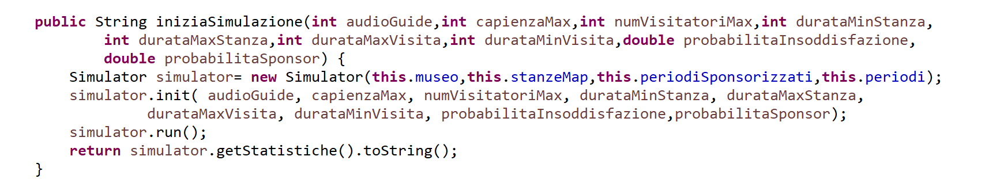 public String iniziaSimulazione(int audioGuide,int capienzaMax,int numVisitatoriMax,int durataMinStanza,
int durataMaxStanza,int durataMaxVisita,int durataMinVisita,double probabilitaInsoddisfazione,
double probabilitaSponsor) {
Simulator simulator= new Simulator(this.museo,this.stanzeMap,this.periodiSponsorizzati,this.periodi);
simulator.init( audioGuide, capienzaMax, numVisitatoriMax, durataMinStanza, durataMaxStanza,
durataMaxVisita, durataMinVisita, probabilitaInsoddisfazione,probabilitaSponsor);
simulator.run();
return simulator.getStatistiche().toString();
}